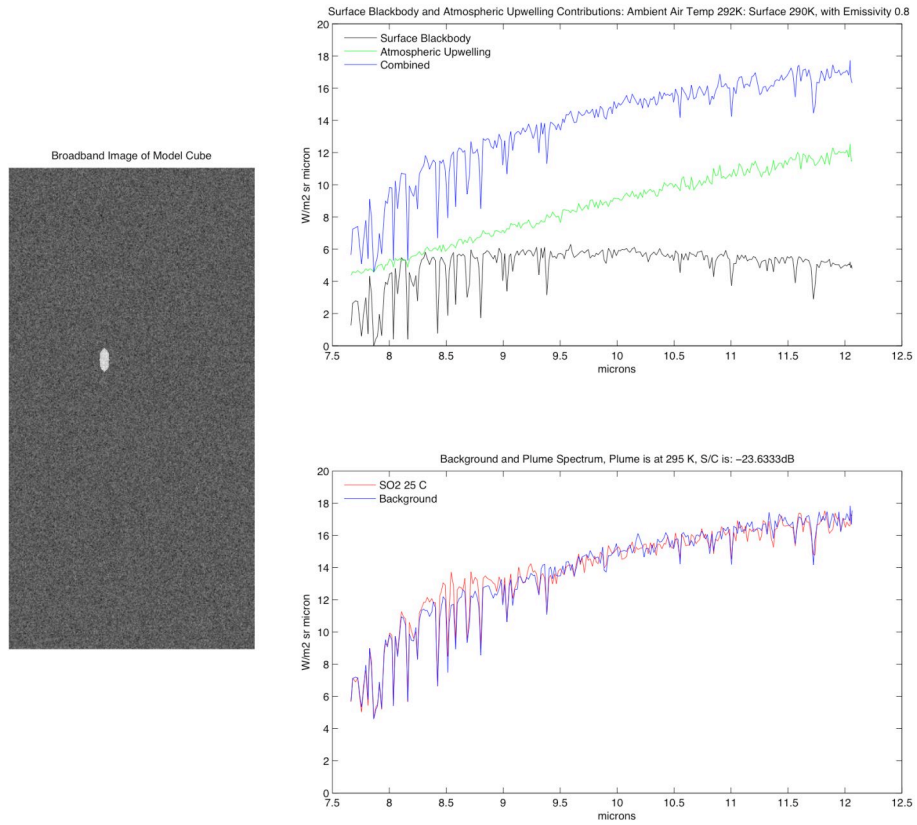 Broadband Image of Model Cube
Surface Blackbody and Atmospheric Upwelling Contributions: Ambient Air Temp 292K: Surface 290K, with Emissivity 0.8
Surface Blackbody
Atmospheric Upwelling
Combined
W/m2 sr micron
20
18
16
14
12
10
8
6
4
2
0
7.5 8 8.5 9 9.5 10 10.5 11 11.5 12 12.5
microns
Background and Plume Spectrum, Plume is at 295 K, S/C is: −23.6333dB
SO2 25 C
Background
W/m2 sr micron
20
18
16
14
12
10
8
6
4
2
0
7.5 8 8.5 9 9.5 10 10.5 11 11.5 12 12.5
microns